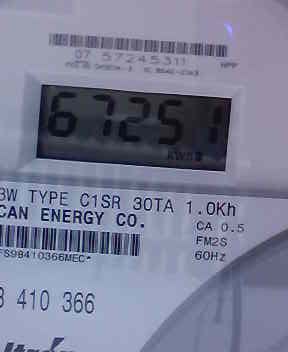 07 57245311
67251
3W TYPE C1SR 30TA 1.0Kh
CAN ENERGY CO.
CA 0.5
FM2S
60Hz
FS98410366MEC*
8 410 366